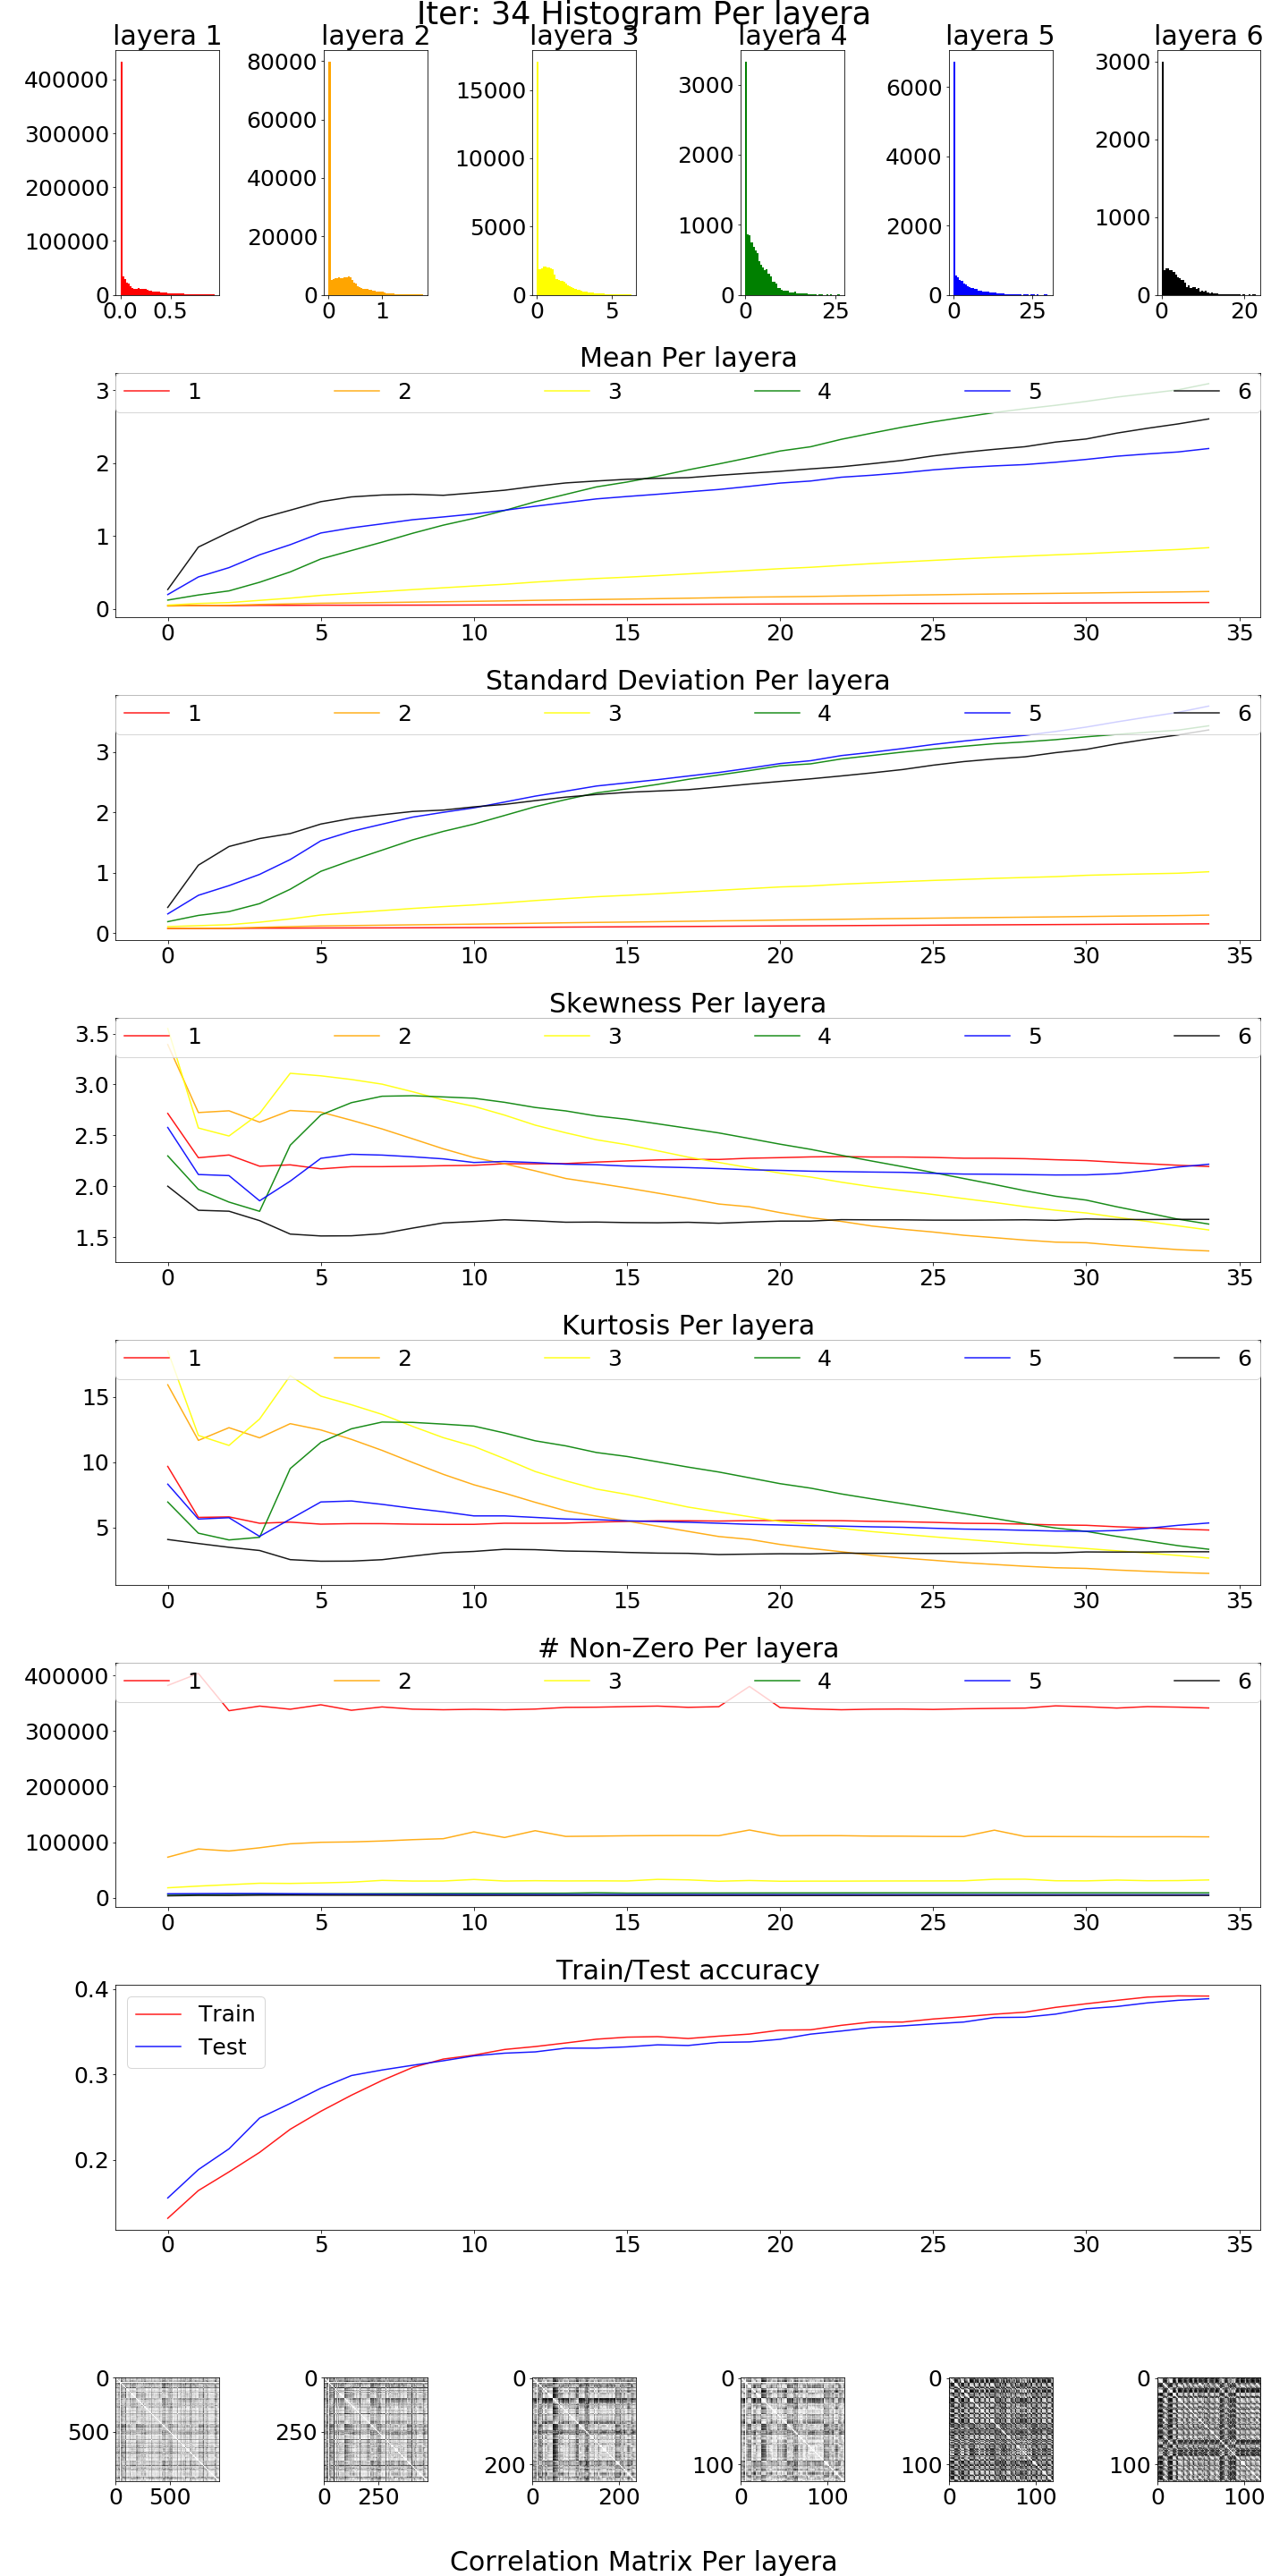 Iter: 34 Histogram Per layera
layera 1 layera 2 layera 3 layera 4 layera 5 layera 6
400000 300000 200000 100000 0
0.0 0.5
80000 60000 40000 20000 0
0 1
15000 10000 5000 0
0 5
3000 2000 1000 0
0 25
6000 4000 2000 0
0 25
3000 2000 1000 0
0 20
Mean Per layera
1 2 3 4 5 6
3
2
1
0
0 5 10 15 20 25 30 35
Standard Deviation Per layera
1 2 3 4 5 6
3
2
1
0
0 5 10 15 20 25 30 35
Skewness Per layera
1 2 3 4 5 6
3.5
3.0
2.5
2.0
1.5
0 5 10 15 20 25 30 35
Kurtosis Per layera
1 2 3 4 5 6
15
10
5
0 5 10 15 20 25 30 35
# Non-Zero Per layera
1 2 3 4 5 6
400000
300000
200000
100000
0
0 5 10 15 20 25 30 35
Train/Test accuracy
Train
Test
0.4
0.3
0.2
0 5 10 15 20 25 30 35
0 500
0 500
0 250
0 250
0 200
0 200
0 100
0 100
0 100
0 100
0 100
0 100
Correlation Matrix Per layera